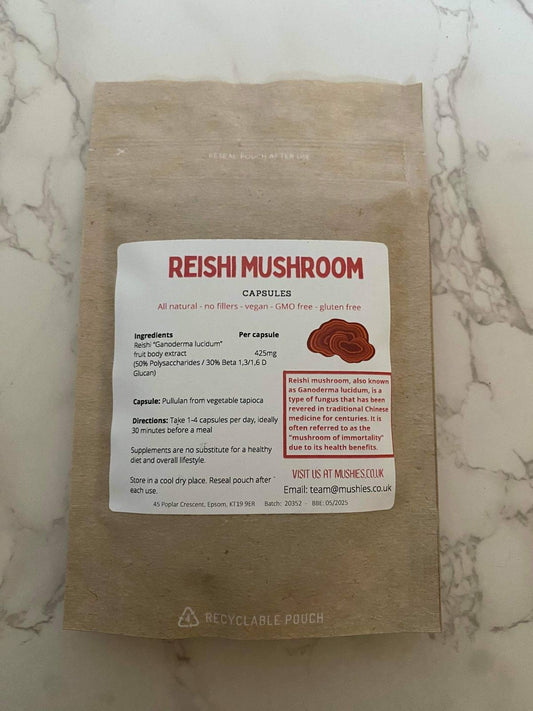 RESEAL POUCH AFTER USE
REISHI MUSHROOM
CAPSULES
All natural - no fillers - vegan - GMO free - gluten free
Ingredients Per capsule
Reishi "Ganoderma lucidum"
fruit body extract 425mg
(50% Polysaccharides / 30% Beta 1,3/1,6 D
Glucan)
Capsule: Pullulan from vegetable tapioca
Directions: Take 1-4 capsules per day, ideally
30 minutes before a meal
Supplements are no substitute for a healthy
diet and overall lifestyle.
Store in a cool dry place. Reseal pouch after
each use.
Reishi mushroom, also known
as Ganoderma lucidum, is a
type of fungus that has been
revered in traditional Chinese
medicine for centuries. It is
often referred to as the
"mushroom of immortality"
due to its health benefits.
VISIT US AT MUSHIES.CO.UK
Email: team@mushies.co.uk
45 Poplar Crescent, Epsom, KT19 9ER Batch: 20352 - BBE: 05/2025
4 RECYCLABLE POUCH